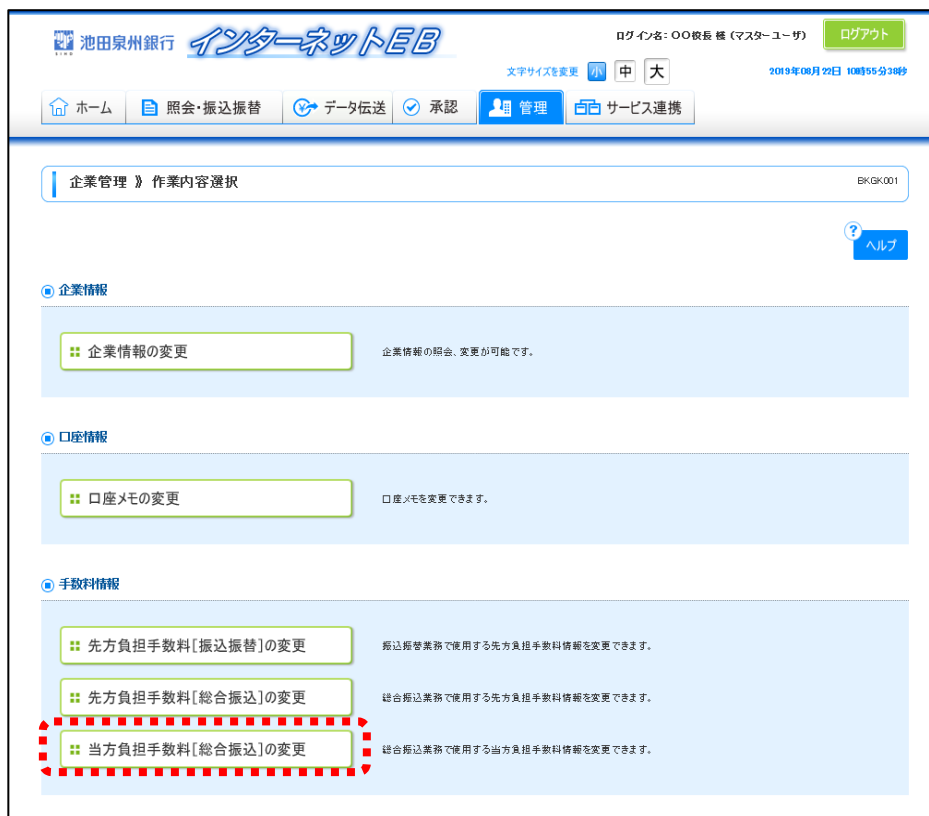 池田泉州銀行 インターネットEB
ログイン名:〇〇校長 様 (マスターユーザ)
ログアウト
文字サイズを変更 小 中 大
2019年08月22日 10時55分38秒
ホーム 照会・振込振替 データ伝送 承認 管理 サービス連携
企業管理 》 作業内容選択
BKGK001
? ヘルプ
企業情報
企業情報の変更
企業情報の照会、変更が可能です。
口座情報
口座メモの変更
口座メモを変更できます。
手数料情報
先方負担手数料[振込振替]の変更
振込振替業務で使用する先方負担手数料情報を変更できます。
先方負担手数料[総合振込]の変更
総合振込業務で使用する先方負担手数料情報を変更できます。
当方負担手数料[総合振込]の変更
総合振込業務で使用する当方負担手数料情報を変更できます。